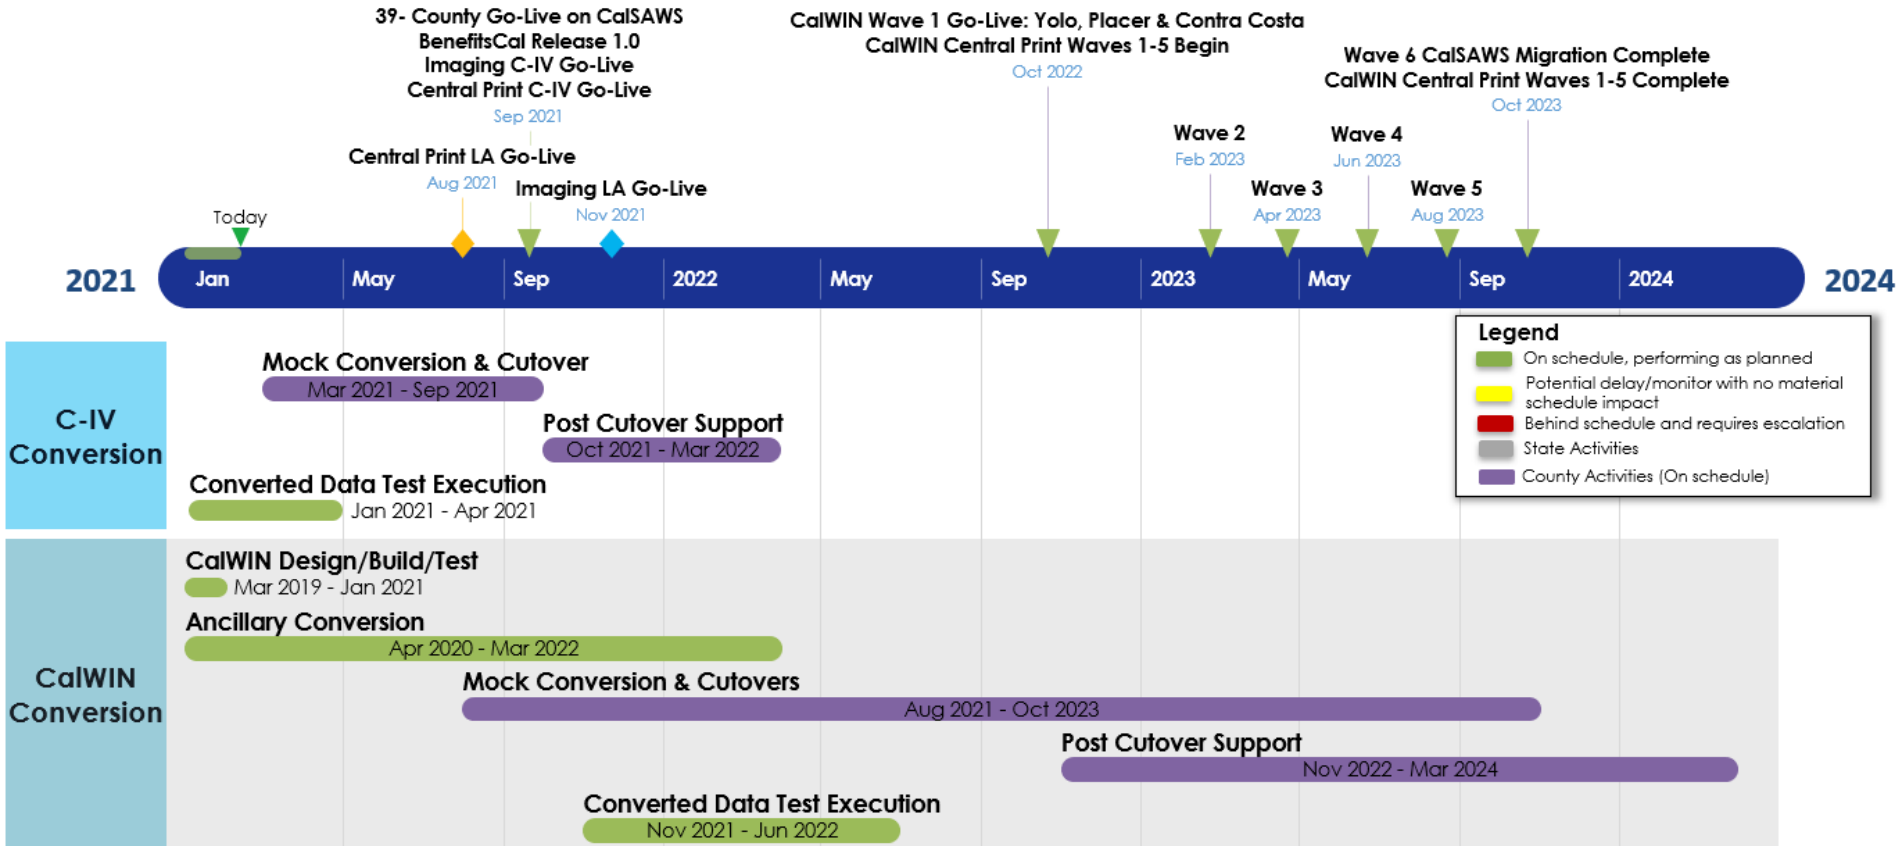 39- County Go-Live on CalSAWS
BenefitsCal Release 1.0
Imaging C-IV Go-Live
Central Print C-IV Go-Live
Sep 2021
CalWIN Wave 1 Go-Live: Yolo, Placer & Contra Costa
CalWIN Central Print Waves 1-5 Begin
Oct 2022
Wave 6 CalSAWS Migration Complete
CalWIN Central Print Waves 1-5 Complete
Oct 2023
Central Print LA Go-Live
Aug 2021
Imaging LA Go-Live
Nov 2021
Wave 2
Feb 2023
Wave 3
Apr 2023
Wave 4
Jun 2023
Wave 5
Aug 2023
Today
2021
Jan
May
Sep
2022
May
Sep
2023
May
Sep
2024
2024
Legend
On schedule, performing as planned
Potential delay/monitor with no material
schedule impact
Behind schedule and requires escalation
State Activities
County Activities (On schedule)
C-IV
Conversion
Mock Conversion & Cutover
Mar 2021 - Sep 2021
Post Cutover Support
Oct 2021 - Mar 2022
Converted Data Test Execution
Jan 2021 - Apr 2021
CalWIN
Conversion
CalWIN Design/Build/Test
Mar 2019 - Jan 2021
Ancillary Conversion
Apr 2020 - Mar 2022
Mock Conversion & Cutovers
Aug 2021 - Oct 2023
Post Cutover Support
Nov 2022 - Mar 2024
Converted Data Test Execution
Nov 2021 - Jun 2022